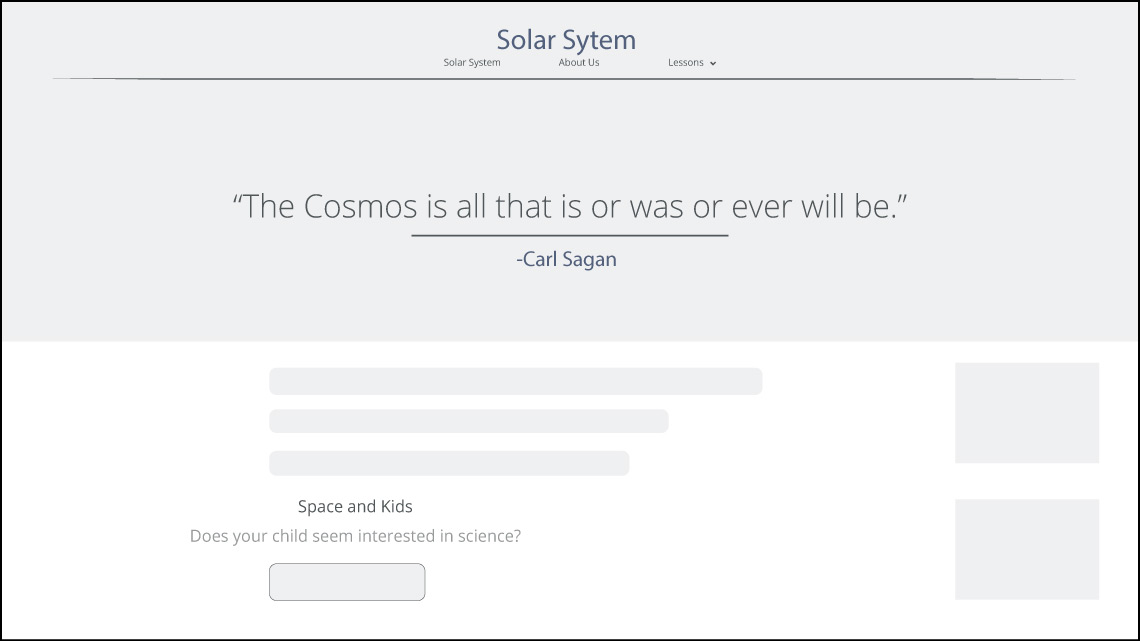 Solar Sytem
Solar System About Us Lessons
“The Cosmos is all that is or was or ever will be.”
-Carl Sagan
Space and Kids
Does your child seem interested in science?